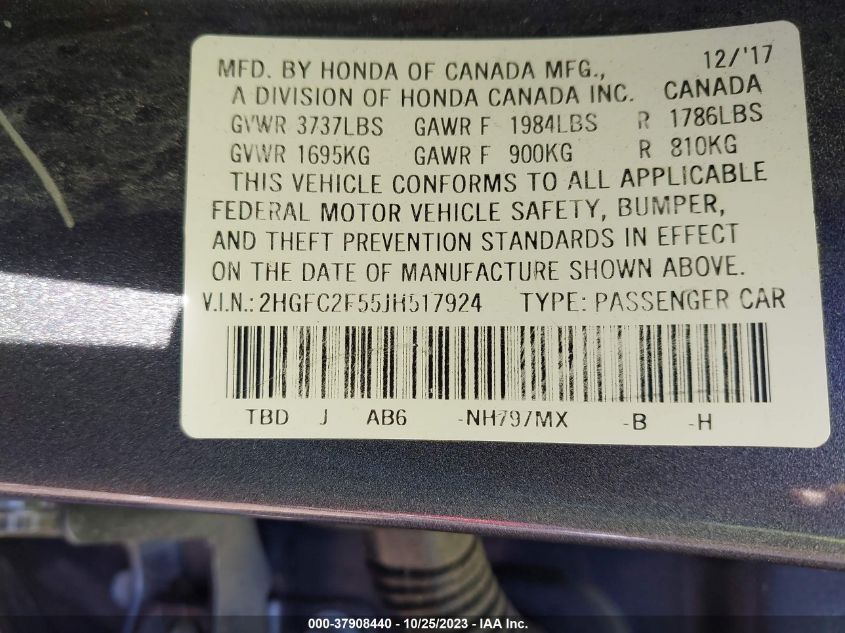 12/'17
MFD. BY HONDA OF CANADA MFG.,
A DIVISION OF HONDA CANADA INC. CANADA
GVWR 3737LBS GAWR F 1984LBS R 1786LBS
GVWR 1695KG GAWR F 900KG R 810KG
THIS VEHICLE CONFORMS TO ALL APPLICABLE
FEDERAL MOTOR VEHICLE SAFETY, BUMPER,
AND THEFT PREVENTION STANDARDS IN EFFECT
ON THE DATE OF MANUFACTURE SHOWN ABOVE.
V.I.N.: 2HGFC2F55JH517924 TYPE: PASSENGER CAR
TBD J AB6 -NH797MX -B -H
000-37908440 - 10/25/2023 - IAA Inc.